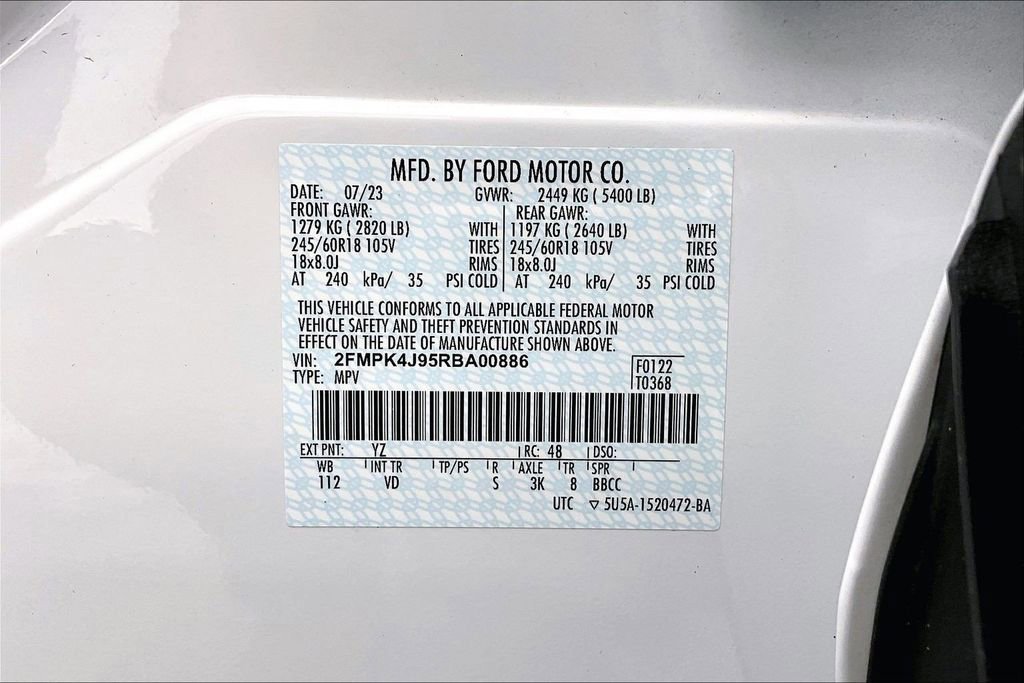 MFD. BY FORD MOTOR CO.
DATE: 07/23 GVWR: 2449 KG ( 5400 LB)
FRONT GAWR: REAR GAWR:
1279 KG ( 2820 LB) WITH 1197 KG ( 2640 LB) WITH
245/60R18 105V TIRES 245/60R18 105V TIRES
18x8.0J RIMS 18x8.0J RIMS
AT 240 kPa/ 35 PSI COLD AT 240 kPa/ 35 PSI COLD
THIS VEHICLE CONFORMS TO ALL APPLICABLE FEDERAL MOTOR
VEHICLE SAFETY AND THEFT PREVENTION STANDARDS IN
EFFECT ON THE DATE OF MANUFACTURE SHOWN ABOVE.
VIN: 2FMPK4J95RBA00886
TYPE: MPV
F0122
T0368
EXT PNT: YZ RC: 48 DSO:
WB INT TR TP/PS R AXLE TR SPR
112 VD S 3K 8 BBCC
UTC ▽ 5U5A-1520472-BA